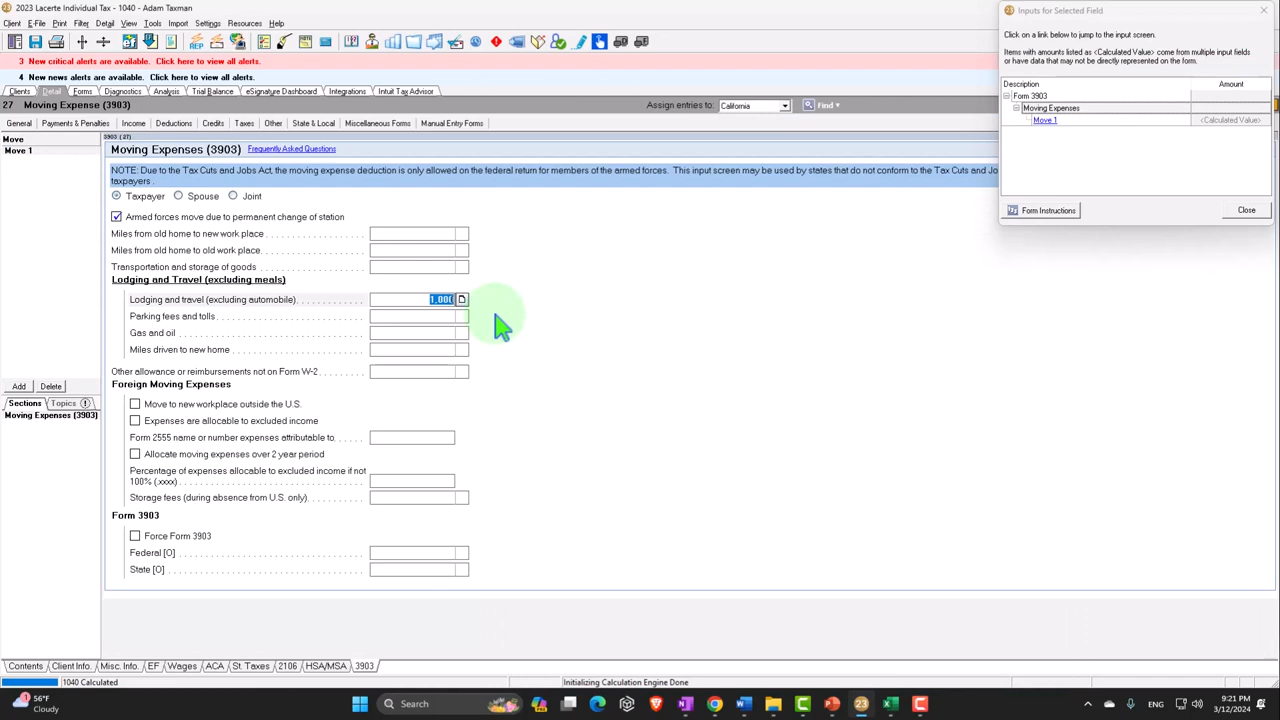 2023 Lacerte Individual Tax - 1040 - Adam Taxman
Client E-File Print Filter Detail View Tools Import Settings Resources Help
3 New critical alerts are available. Click here to view all alerts.
4 New news alerts are available. Click here to view all alerts.
Clients Detail Forms Diagnostics Analysis Trial Balance eSignature Dashboard Integrations Intuit Tax Advisor
27 Moving Expense (3903) Assign entries to: California Find
General Payments & Penalties Income Deductions Credits Taxes Other State & Local Miscellaneous Forms Manual Entry Forms
Move
Move 1
Add Delete
Sections Topics
Moving Expenses (3903)
3903 (27)
Moving Expenses (3903) Frequently Asked Questions
NOTE: Due to the Tax Cuts and Jobs Act, the moving expense deduction is only allowed on the federal return for members of the armed forces. This input screen may be used by states that do not conform to the Tax Cuts and Jo
taxpayers .
Taxpayer Spouse Joint
Armed forces move due to permanent change of station
Miles from old home to new work place
Miles from old home to old work place
Transportation and storage of goods
Lodging and Travel (excluding meals)
Lodging and travel (excluding automobile) 1,000
Parking fees and tolls
Gas and oil
Miles driven to new home
Other allowance or reimbursements not on Form W-2
Foreign Moving Expenses
Move to new workplace outside the U.S.
Expenses are allocable to excluded income
Form 2555 name or number expenses attributable to
Allocate moving expenses over 2 year period
Percentage of expenses allocable to excluded income if not
100% (.xxxx)
Storage fees (during absence from U.S. only)
Form 3903
Force Form 3903
Federal [O]
State [O]
Inputs for Selected Field
Click on a link below to jump to the input screen.
Items with amounts listed as <Calculated Value> come from multiple input fields
or have data that may not be directly represented on the form.
Description Amount
Form 3903
Moving Expenses
Move 1 <Calculated Value>
Form Instructions Close
Contents Client Info. Misc. Info. EF Wages ACA St. Taxes 2106 HSA/MSA 3903
1040 Calculated Initializing Calculation Engine Done
56°F
Cloudy
Search
ENG
9:21 PM
3/12/2024